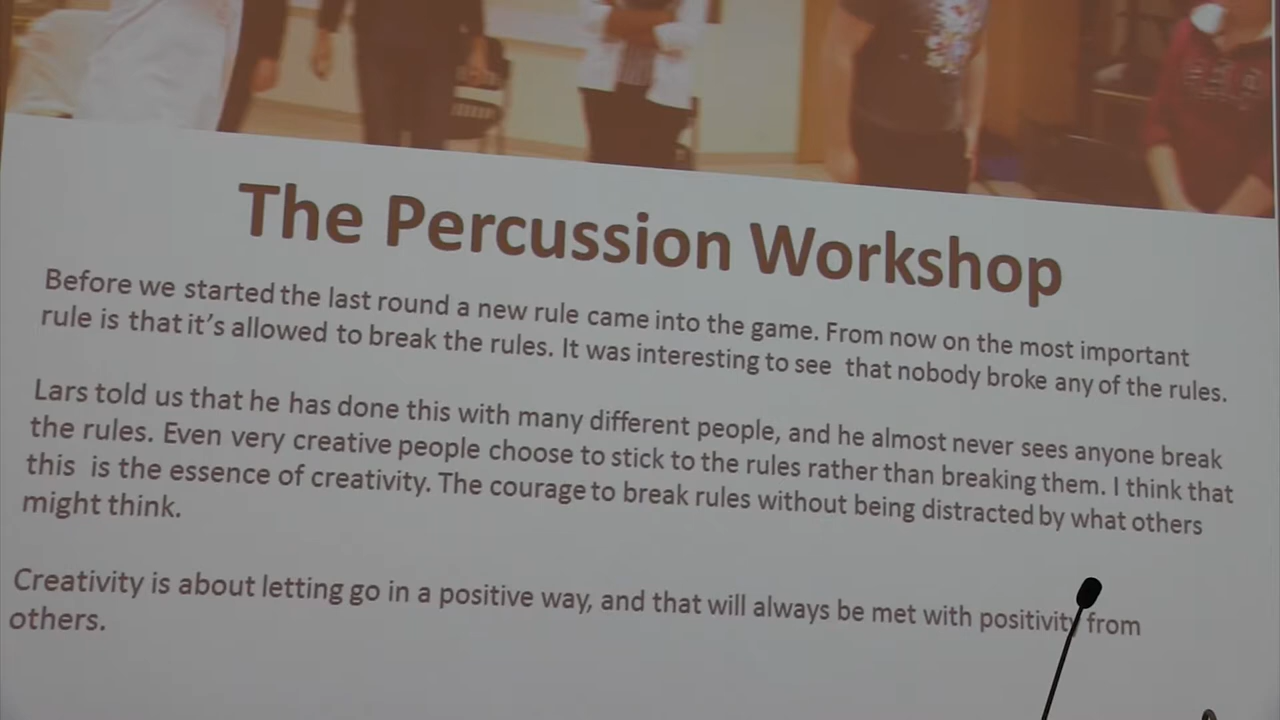 The Percussion Workshop
Before we started the last round a new rule came into the game. From now on the most important
rule is that it's allowed to break the rules. It was interesting to see that nobody broke any of the rules.
Lars told us that he has done this with many different people, and he almost never sees anyone break
the rules. Even very creative people choose to stick to the rules rather than breaking them. I think that
this is the essence of creativity. The courage to break rules without being distracted by what others
might think.
Creativity is about letting go in a positive way, and that will always be met with positivity from
others.